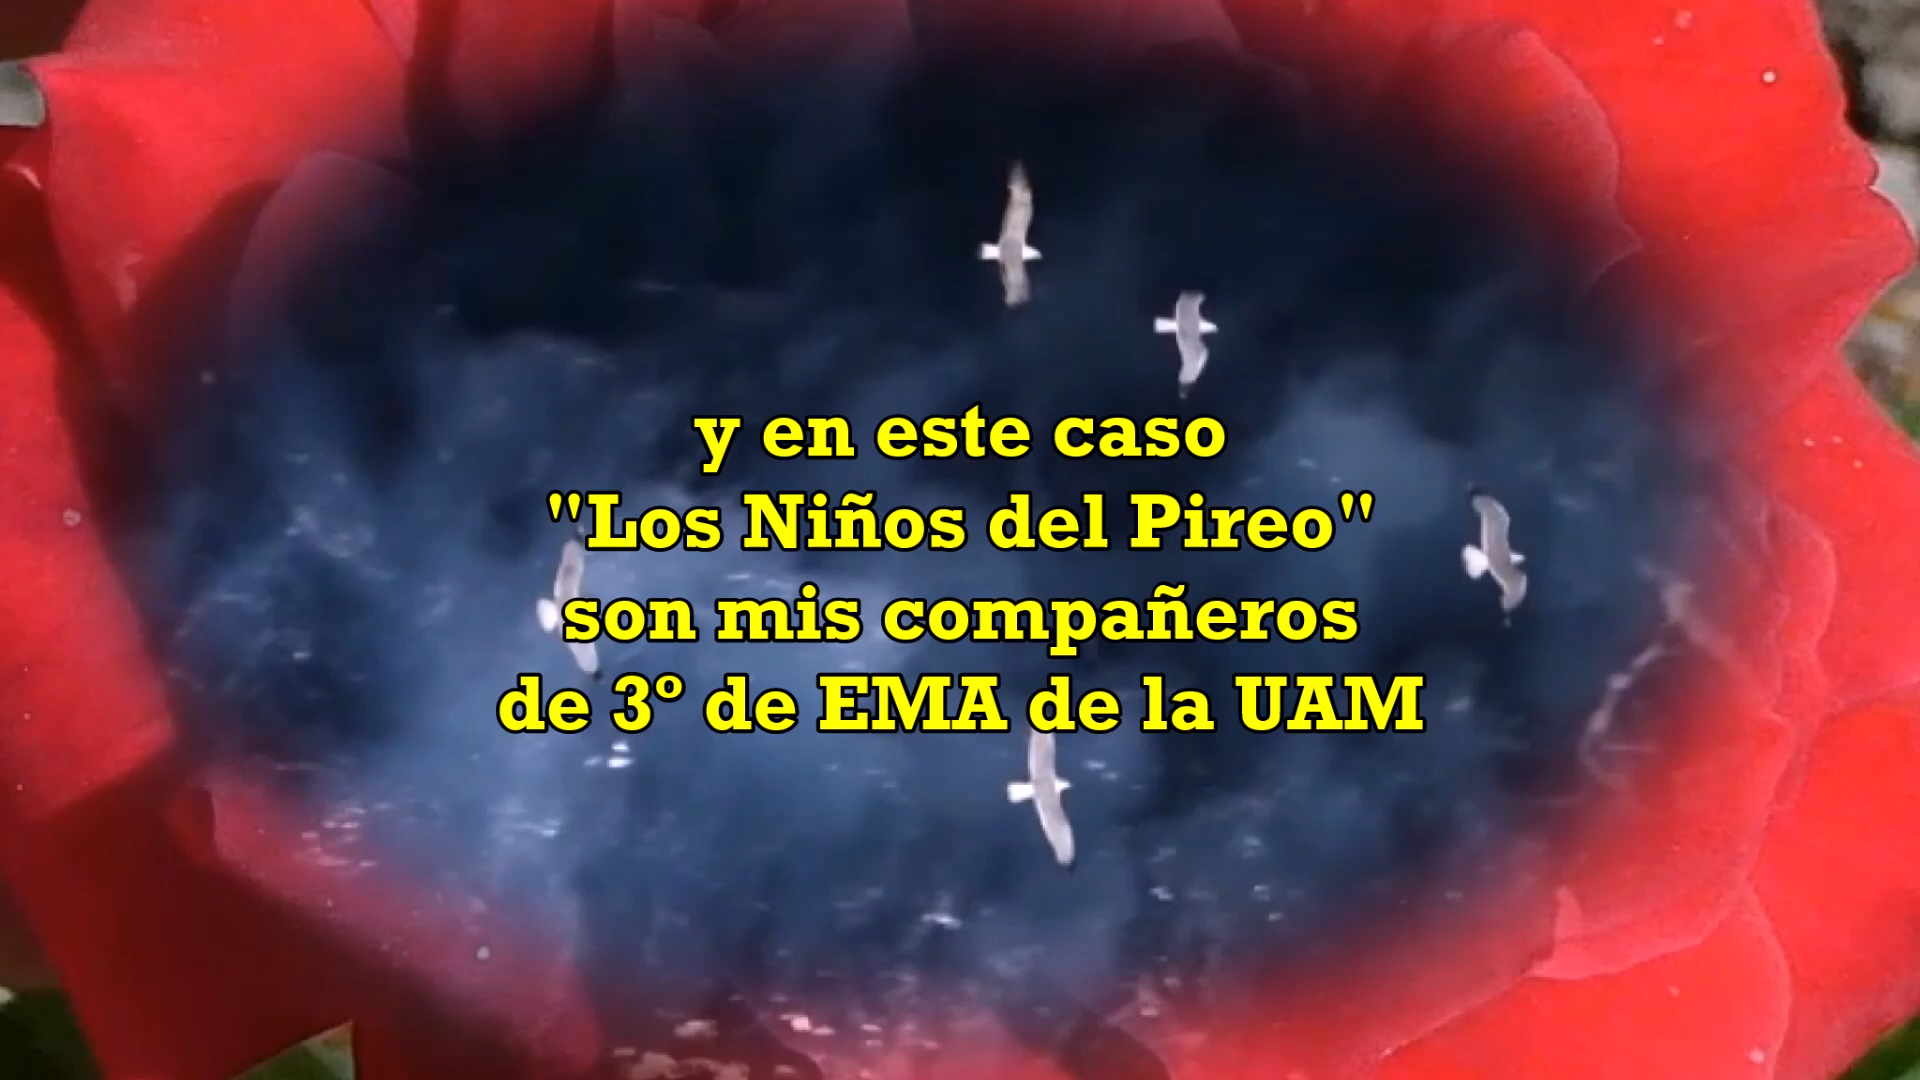 y en este caso
"Los Niños del Pireo"
son mis compañeros
de 3º de EMA de la UAM